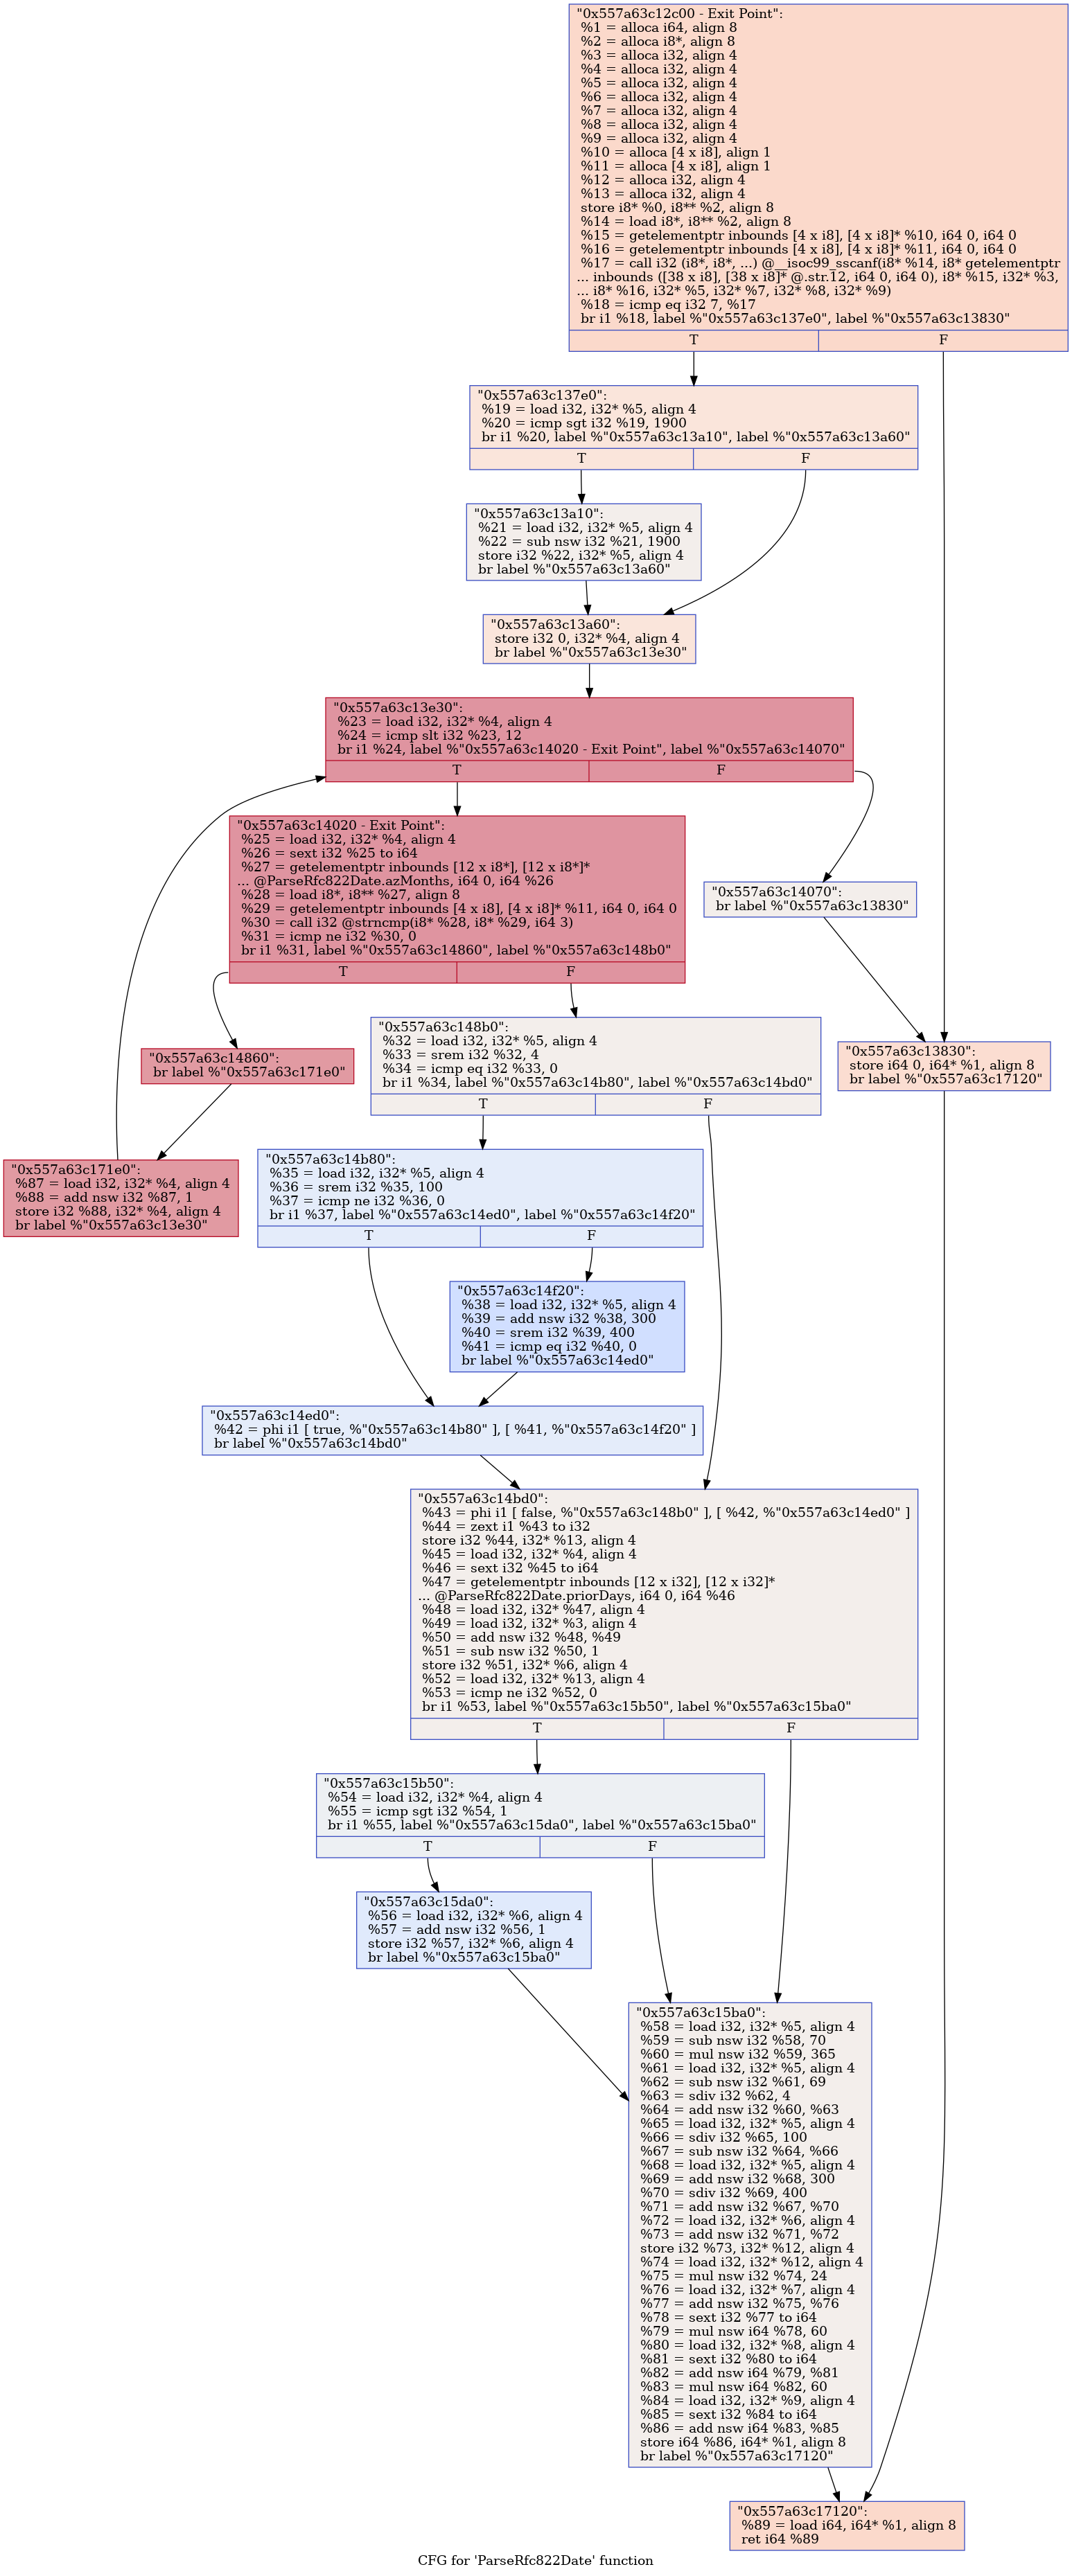 "0x557a63c12c00 - Exit Point":
%1 = alloca i64, align 8
%2 = alloca i8*, align 8
%3 = alloca i32, align 4
%4 = alloca i32, align 4
%5 = alloca i32, align 4
%6 = alloca i32, align 4
%7 = alloca i32, align 4
%8 = alloca i32, align 4
%9 = alloca i32, align 4
%10 = alloca [4 x i8], align 1
%11 = alloca [4 x i8], align 1
%12 = alloca i32, align 4
%13 = alloca i32, align 4
store i8* %0, i8** %2, align 8
%14 = load i8*, i8** %2, align 8
%15 = getelementptr inbounds [4 x i8], [4 x i8]* %10, i64 0, i64 0
%16 = getelementptr inbounds [4 x i8], [4 x i8]* %11, i64 0, i64 0
%17 = call i32 (i8*, i8*, ...) @__isoc99_sscanf(i8* %14, i8* getelementptr
... inbounds ([38 x i8], [38 x i8]* @.str.12, i64 0, i64 0), i8* %15, i32* %3,
... i8* %16, i32* %5, i32* %7, i32* %8, i32* %9)
%18 = icmp eq i32 7, %17
br i1 %18, label %"0x557a63c137e0", label %"0x557a63c13830"
T F
"0x557a63c137e0":
%19 = load i32, i32* %5, align 4
%20 = icmp sgt i32 %19, 1900
br i1 %20, label %"0x557a63c13a10", label %"0x557a63c13a60"
T F
"0x557a63c13a10":
%21 = load i32, i32* %5, align 4
%22 = sub nsw i32 %21, 1900
store i32 %22, i32* %5, align 4
br label %"0x557a63c13a60"
"0x557a63c13a60":
store i32 0, i32* %4, align 4
br label %"0x557a63c13e30"
"0x557a63c13e30":
%23 = load i32, i32* %4, align 4
%24 = icmp slt i32 %23, 12
br i1 %24, label %"0x557a63c14020 - Exit Point", label %"0x557a63c14070"
T F
"0x557a63c14020 - Exit Point":
%25 = load i32, i32* %4, align 4
%26 = sext i32 %25 to i64
%27 = getelementptr inbounds [12 x i8*], [12 x i8*]*
... @ParseRfc822Date.azMonths, i64 0, i64 %26
%28 = load i8*, i8** %27, align 8
%29 = getelementptr inbounds [4 x i8], [4 x i8]* %11, i64 0, i64 0
%30 = call i32 @strncmp(i8* %28, i8* %29, i64 3)
%31 = icmp ne i32 %30, 0
br i1 %31, label %"0x557a63c14860", label %"0x557a63c148b0"
T F
"0x557a63c14070":
br label %"0x557a63c13830"
"0x557a63c148b0":
%32 = load i32, i32* %5, align 4
%33 = srem i32 %32, 4
%34 = icmp eq i32 %33, 0
br i1 %34, label %"0x557a63c14b80", label %"0x557a63c14bd0"
T F
"0x557a63c13830":
store i64 0, i64* %1, align 8
br label %"0x557a63c17120"
"0x557a63c14860":
br label %"0x557a63c171e0"
"0x557a63c171e0":
%87 = load i32, i32* %4, align 4
%88 = add nsw i32 %87, 1
store i32 %88, i32* %4, align 4
br label %"0x557a63c13e30"
"0x557a63c14b80":
%35 = load i32, i32* %5, align 4
%36 = srem i32 %35, 100
%37 = icmp ne i32 %36, 0
br i1 %37, label %"0x557a63c14ed0", label %"0x557a63c14f20"
T F
"0x557a63c14f20":
%38 = load i32, i32* %5, align 4
%39 = add nsw i32 %38, 300
%40 = srem i32 %39, 400
%41 = icmp eq i32 %40, 0
br label %"0x557a63c14ed0"
"0x557a63c14ed0":
%42 = phi i1 [ true, %"0x557a63c14b80" ], [ %41, %"0x557a63c14f20" ]
br label %"0x557a63c14bd0"
"0x557a63c14bd0":
%43 = phi i1 [ false, %"0x557a63c148b0" ], [ %42, %"0x557a63c14ed0" ]
%44 = zext i1 %43 to i32
store i32 %44, i32* %13, align 4
%45 = load i32, i32* %4, align 4
%46 = sext i32 %45 to i64
%47 = getelementptr inbounds [12 x i32], [12 x i32]*
... @ParseRfc822Date.priorDays, i64 0, i64 %46
%48 = load i32, i32* %47, align 4
%49 = load i32, i32* %3, align 4
%50 = add nsw i32 %48, %49
%51 = sub nsw i32 %50, 1
store i32 %51, i32* %6, align 4
%52 = load i32, i32* %13, align 4
%53 = icmp ne i32 %52, 0
br i1 %53, label %"0x557a63c15b50", label %"0x557a63c15ba0"
T F
"0x557a63c15b50":
%54 = load i32, i32* %4, align 4
%55 = icmp sgt i32 %54, 1
br i1 %55, label %"0x557a63c15da0", label %"0x557a63c15ba0"
T F
"0x557a63c15da0":
%56 = load i32, i32* %6, align 4
%57 = add nsw i32 %56, 1
store i32 %57, i32* %6, align 4
br label %"0x557a63c15ba0"
"0x557a63c15ba0":
%58 = load i32, i32* %5, align 4
%59 = sub nsw i32 %58, 70
%60 = mul nsw i32 %59, 365
%61 = load i32, i32* %5, align 4
%62 = sub nsw i32 %61, 69
%63 = sdiv i32 %62, 4
%64 = add nsw i32 %60, %63
%65 = load i32, i32* %5, align 4
%66 = sdiv i32 %65, 100
%67 = sub nsw i32 %64, %66
%68 = load i32, i32* %5, align 4
%69 = add nsw i32 %68, 300
%70 = sdiv i32 %69, 400
%71 = add nsw i32 %67, %70
%72 = load i32, i32* %6, align 4
%73 = add nsw i32 %71, %72
store i32 %73, i32* %12, align 4
%74 = load i32, i32* %12, align 4
%75 = mul nsw i32 %74, 24
%76 = load i32, i32* %7, align 4
%77 = add nsw i32 %75, %76
%78 = sext i32 %77 to i64
%79 = mul nsw i64 %78, 60
%80 = load i32, i32* %8, align 4
%81 = sext i32 %80 to i64
%82 = add nsw i64 %79, %81
%83 = mul nsw i64 %82, 60
%84 = load i32, i32* %9, align 4
%85 = sext i32 %84 to i64
%86 = add nsw i64 %83, %85
store i64 %86, i64* %1, align 8
br label %"0x557a63c17120"
"0x557a63c17120":
%89 = load i64, i64* %1, align 8
ret i64 %89
CFG for 'ParseRfc822Date' function